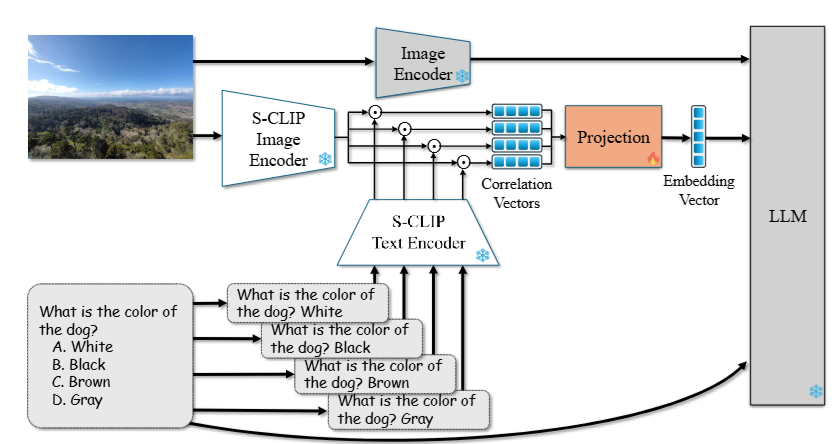 Image
Encoder
S-CLIP
Image
Encoder
Correlation
Vectors
Projection
Embedding
Vector
LLM
S-CLIP
Text Encoder
What is the color of
the dog?
A. White
B. Black
C. Brown
D. Gray
What is the color of
the dog? White
What is the color of
the dog? Black
What is the color of
the dog? Brown
What is the color of
the dog? Gray